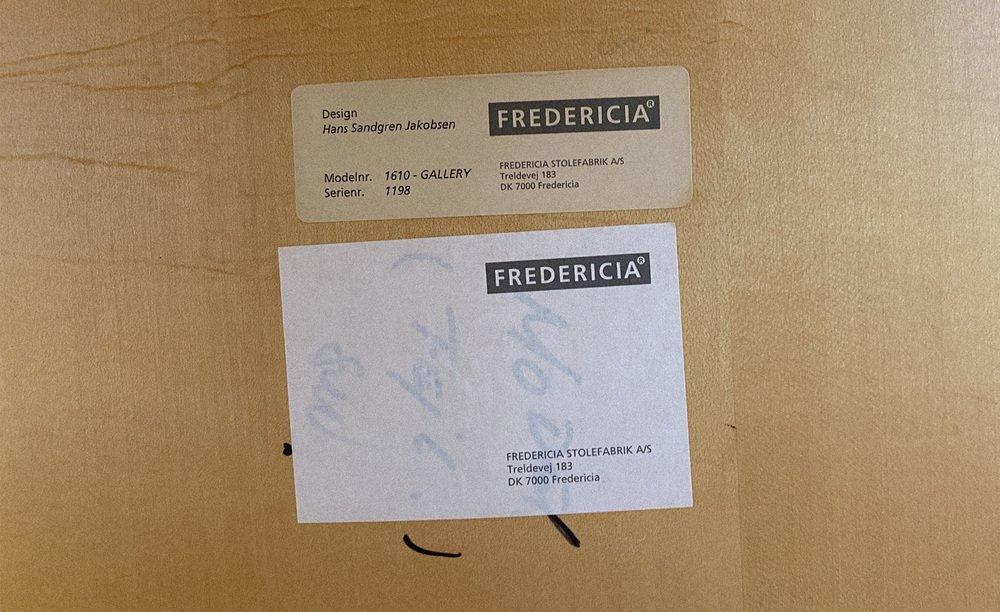 Design
Hans Sandgren Jakobsen
Modelnr. 1610 - GALLERY
Serienr. 1198
FREDERICIA®
FREDERICIA STOLEFABRIK A/S
Treldevej 183
DK 7000 Fredericia
FREDERICIA®
FREDERICIA STOLEFABRIK A/S
Treldevej 183
DK 7000 Fredericia